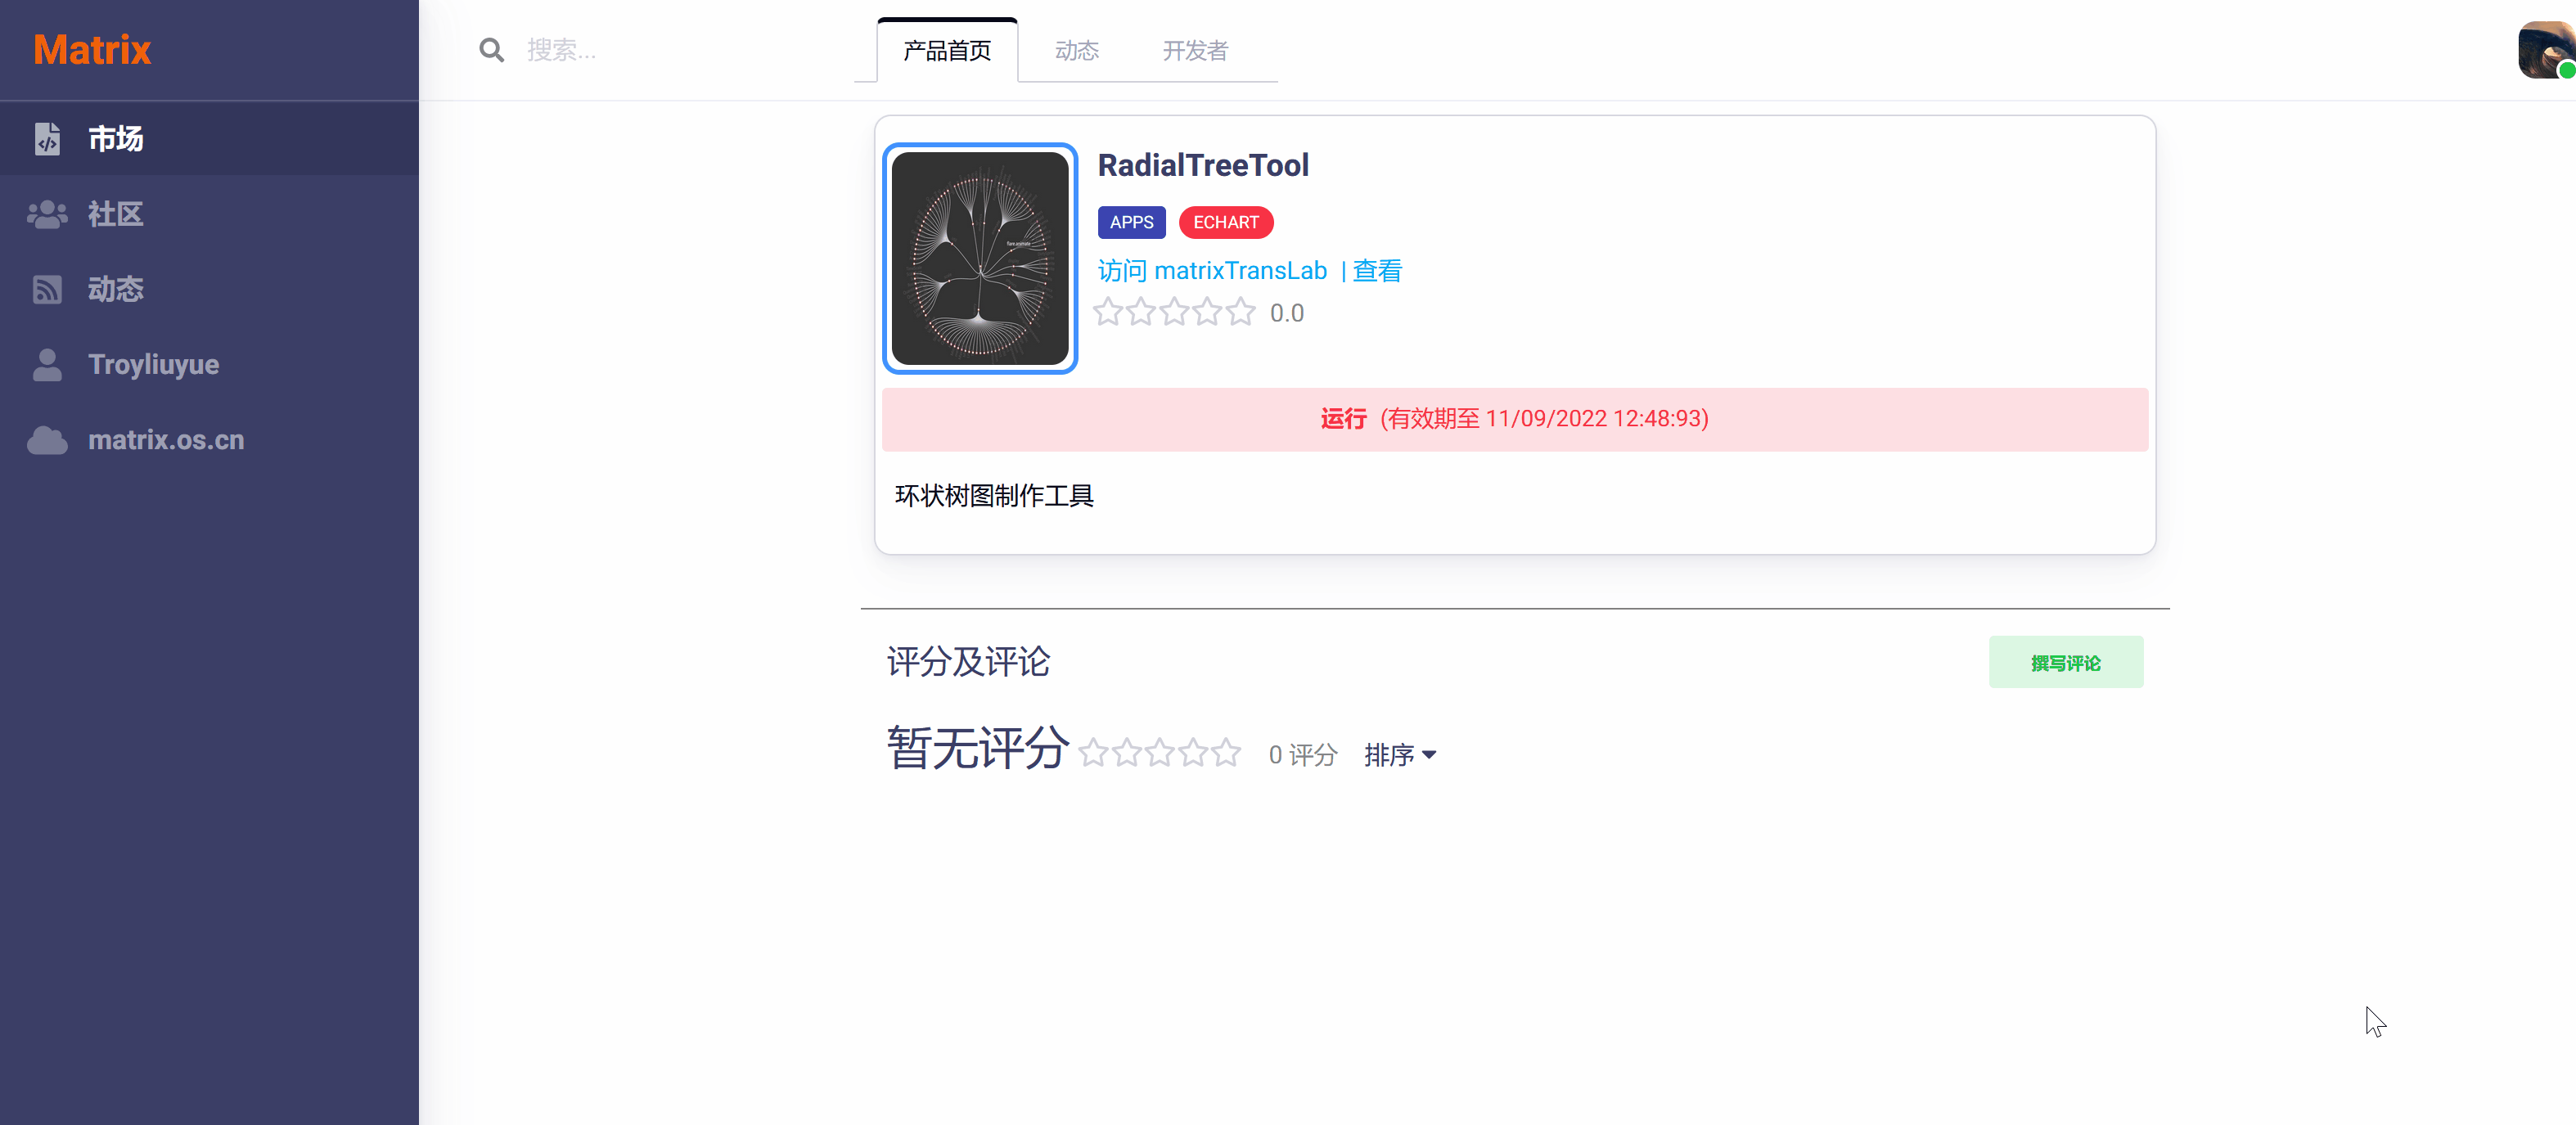 Matrix
搜索...
产品首页
动态
开发者
市场
社区
动态
Troyliuyue
matrix.os.cn
RadialTreeTool
APPS ECHART
访问 matrixTransLab | 查看
0.0
运行 (有效期至 11/09/2022 12:48:93)
环状树图制作工具
评分及评论
撰写评论
暂无评分 0 评分 排序